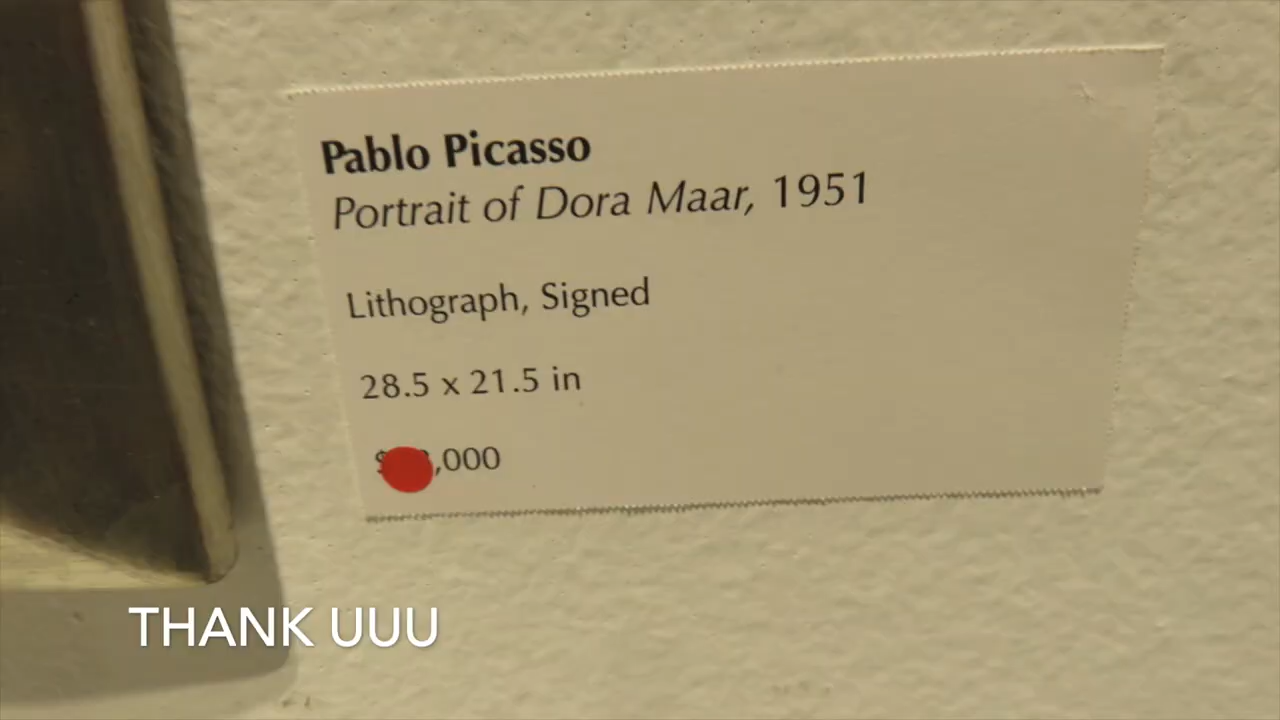 Pablo Picasso
Portrait of Dora Maar, 1951
Lithograph, Signed
28.5 x 21.5 in
,000
THANK UUU